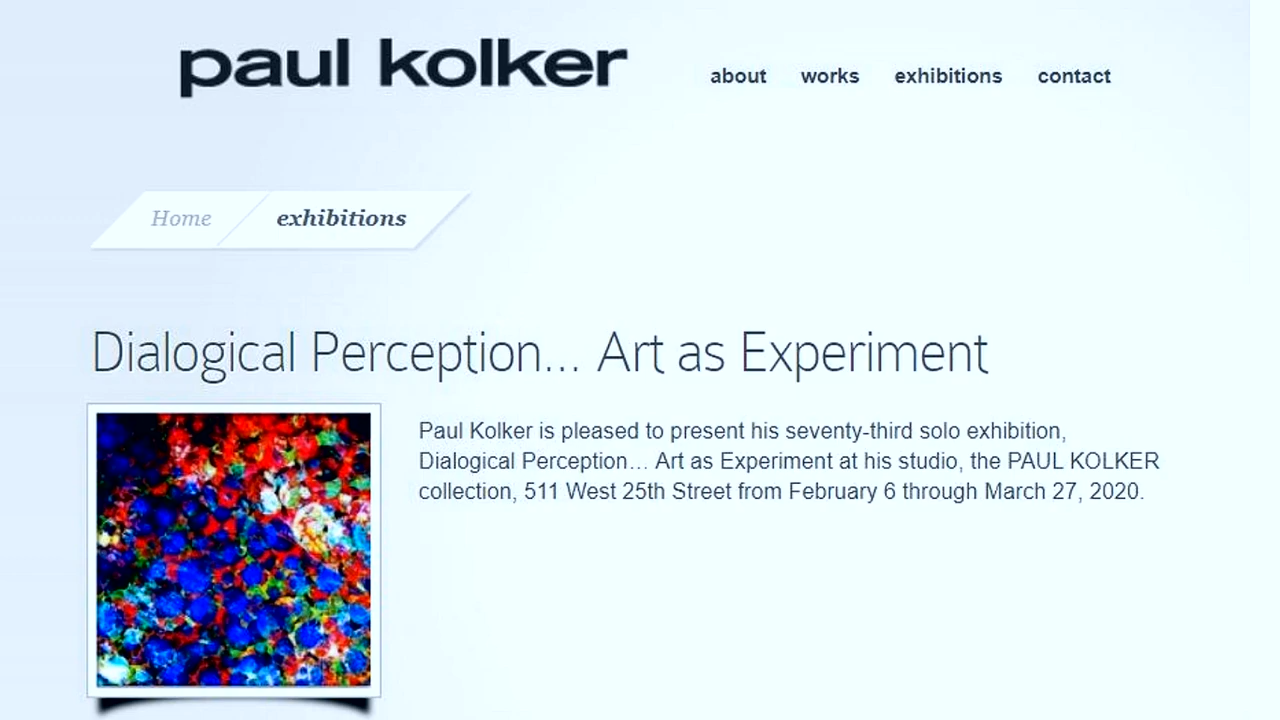 paul kolker
about works exhibitions contact
Home exhibitions
Dialogical Perception... Art as Experiment
Paul Kolker is pleased to present his seventy-third solo exhibition,
Dialogical Perception... Art as Experiment at his studio, the PAUL KOLKER
collection, 511 West 25th Street from February 6 through March 27, 2020.